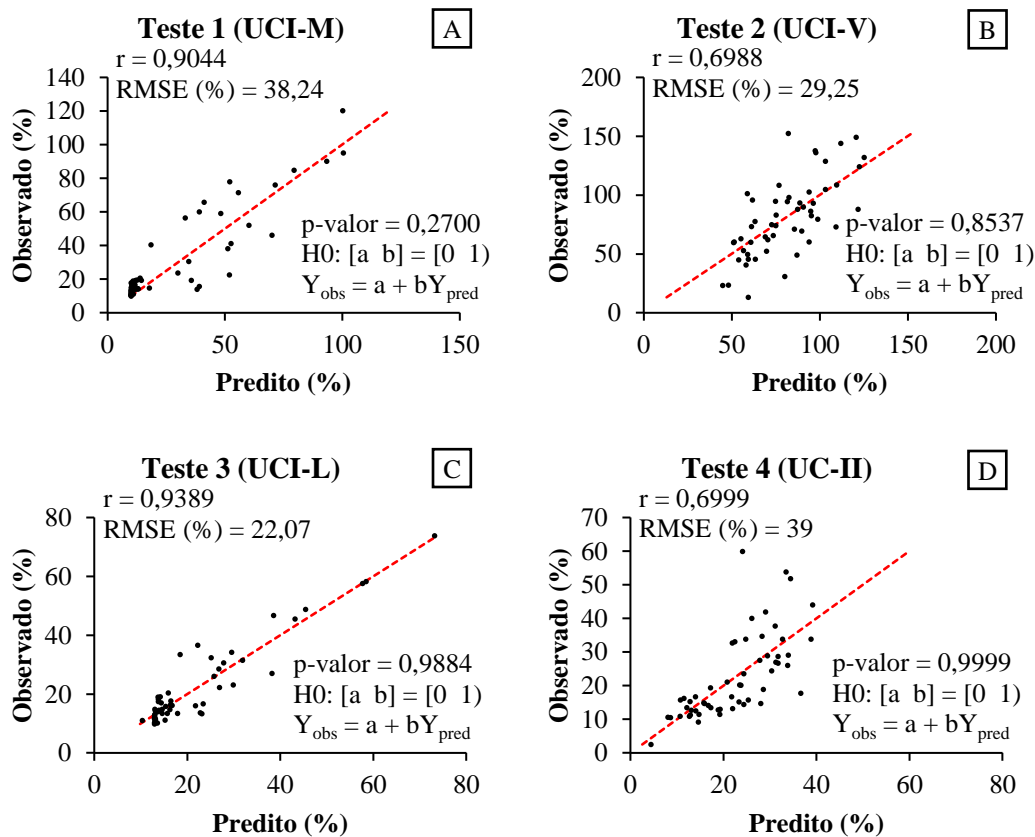 Teste 1 (UCI-M)
A
r = 0,9044
RMSE (%) = 38,24
140
120
100
80
60
40
20
0
Observado (%)
p-valor = 0,2700
H0: [a b] = [0 1)
Yobs = a + bYpred
0 50 100 150
Predito (%)
Teste 2 (UCI-V)
B
r = 0,6988
RMSE (%) = 29,25
200
150
100
50
0
Observado (%)
p-valor = 0,8537
H0: [a b] = [0 1)
Yobs = a + bYpred
0 50 100 150 200
Predito (%)
Teste 3 (UCI-L)
C
r = 0,9389
RMSE (%) = 22,07
80
60
40
20
0
Observado (%)
p-valor = 0,9884
H0: [a b] = [0 1)
Yobs = a + bYpred
0 20 40 60 80
Predito (%)
Teste 4 (UC-II)
D
r = 0,6999
RMSE (%) = 39
70
60
50
40
30
20
10
0
Observado (%)
p-valor = 0,9999
H0: [a b] = [0 1)
Yobs = a + bYpred
0 20 40 60 80
Predito (%)